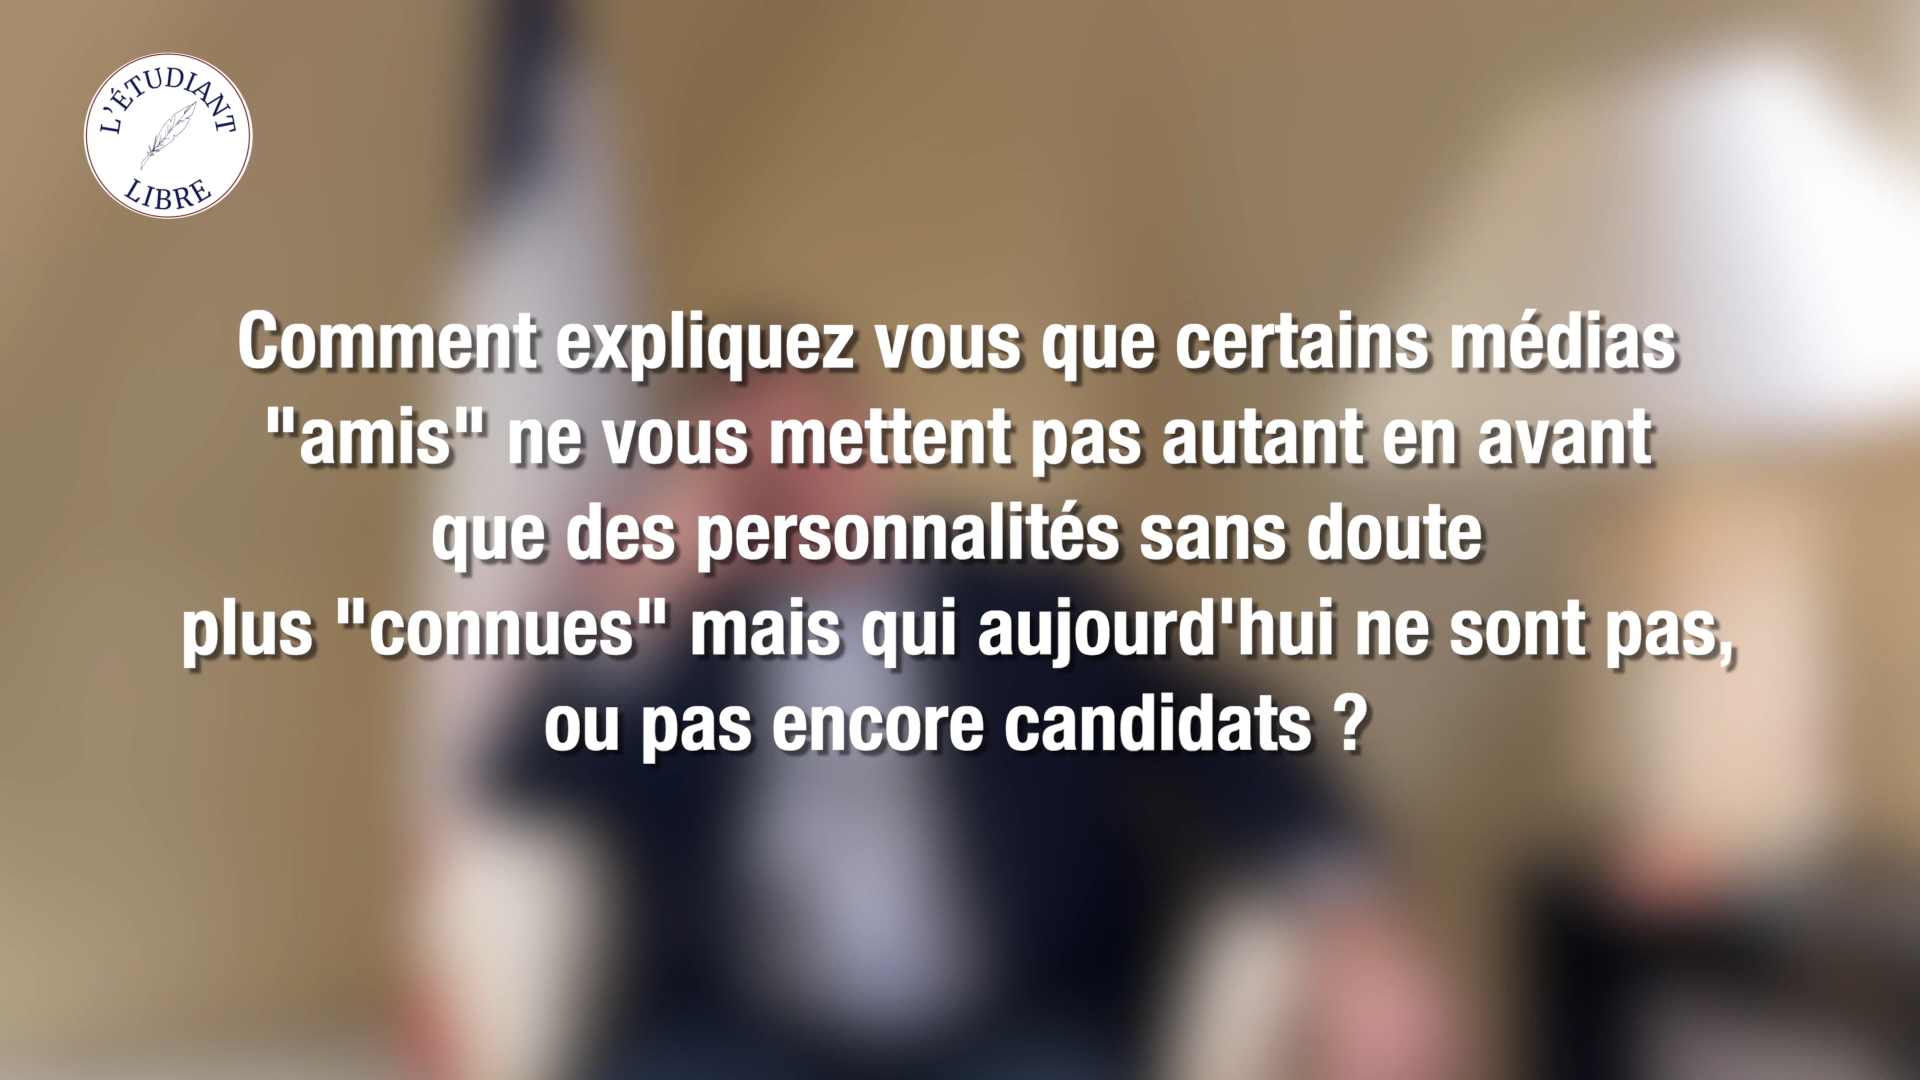 L'ÉTUDIANT
LIBRE
Comment expliquez vous que certains médias
"amis" ne vous mettent pas autant en avant
que des personnalités sans doute
plus "connues" mais qui aujourd'hui ne sont pas,
ou pas encore candidats ?